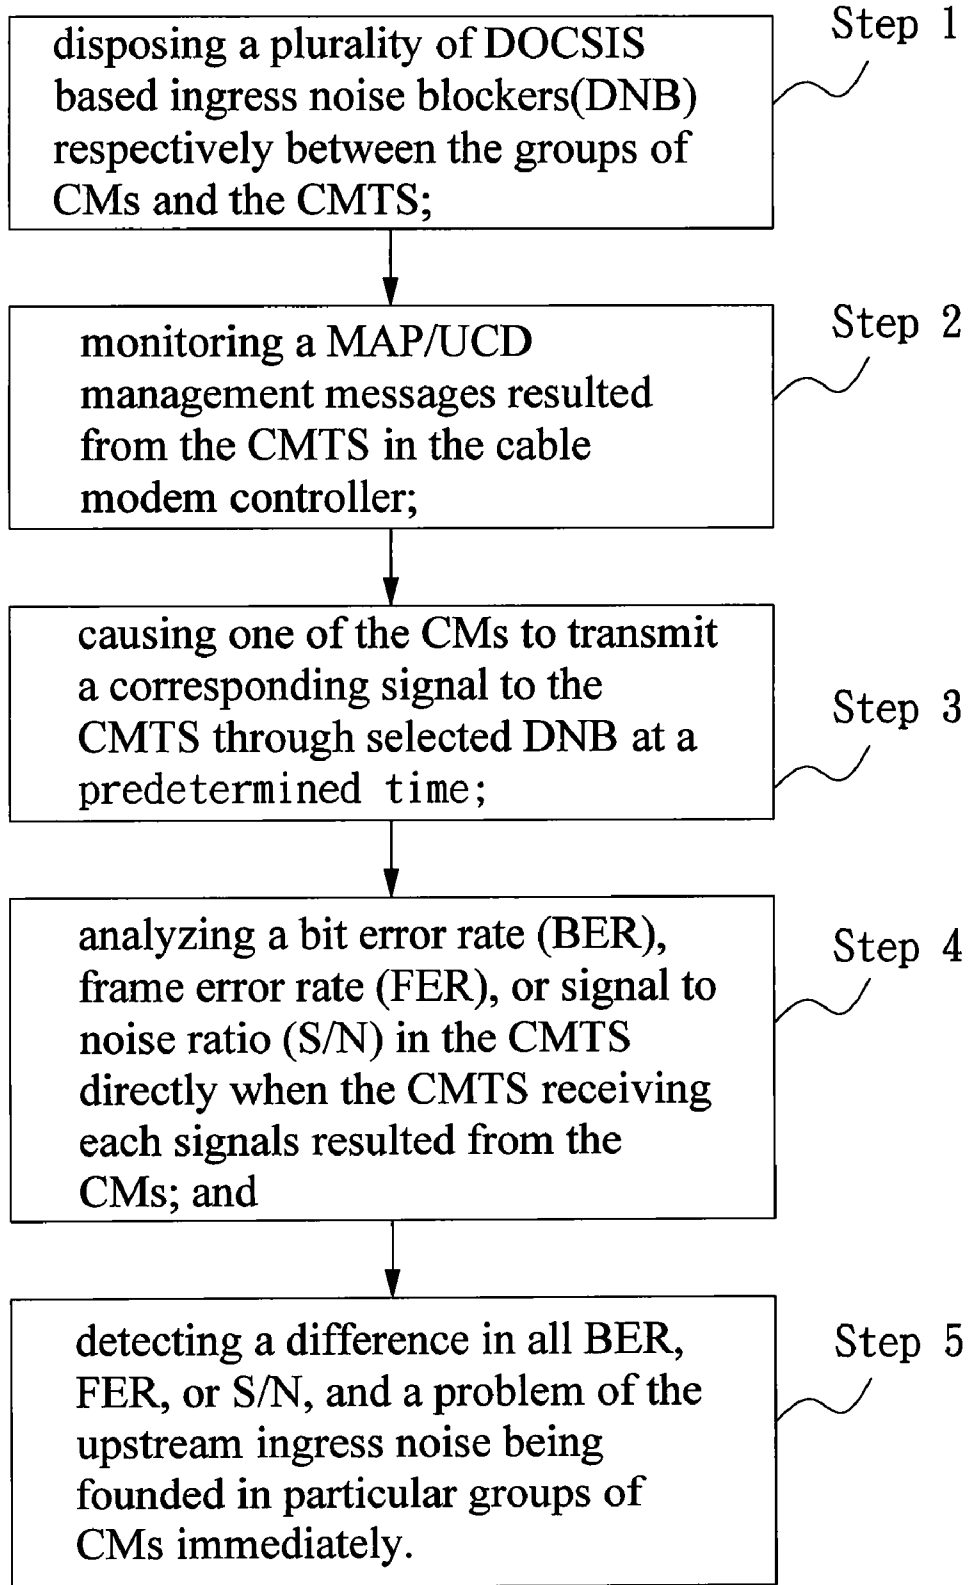 Step 1
disposing a plurality of DOCSIS
based ingress noise blockers(DNB)
respectively between the groups of
CMs and the CMTS;
Step 2
monitoring a MAP/UCD
management messages resulted
from the CMTS in the cable
modem controller;
Step 3
causing one of the CMs to transmit
a corresponding signal to the
CMTS through selected DNB at a
predetermined time;
Step 4
analyzing a bit error rate (BER),
frame error rate (FER), or signal to
noise ratio (S/N) in the CMTS
directly when the CMTS receiving
each signals resulted from the
CMs; and
Step 5
detecting a difference in all BER,
FER, or S/N, and a problem of the
upstream ingress noise being
founded in particular groups of
CMs immediately.